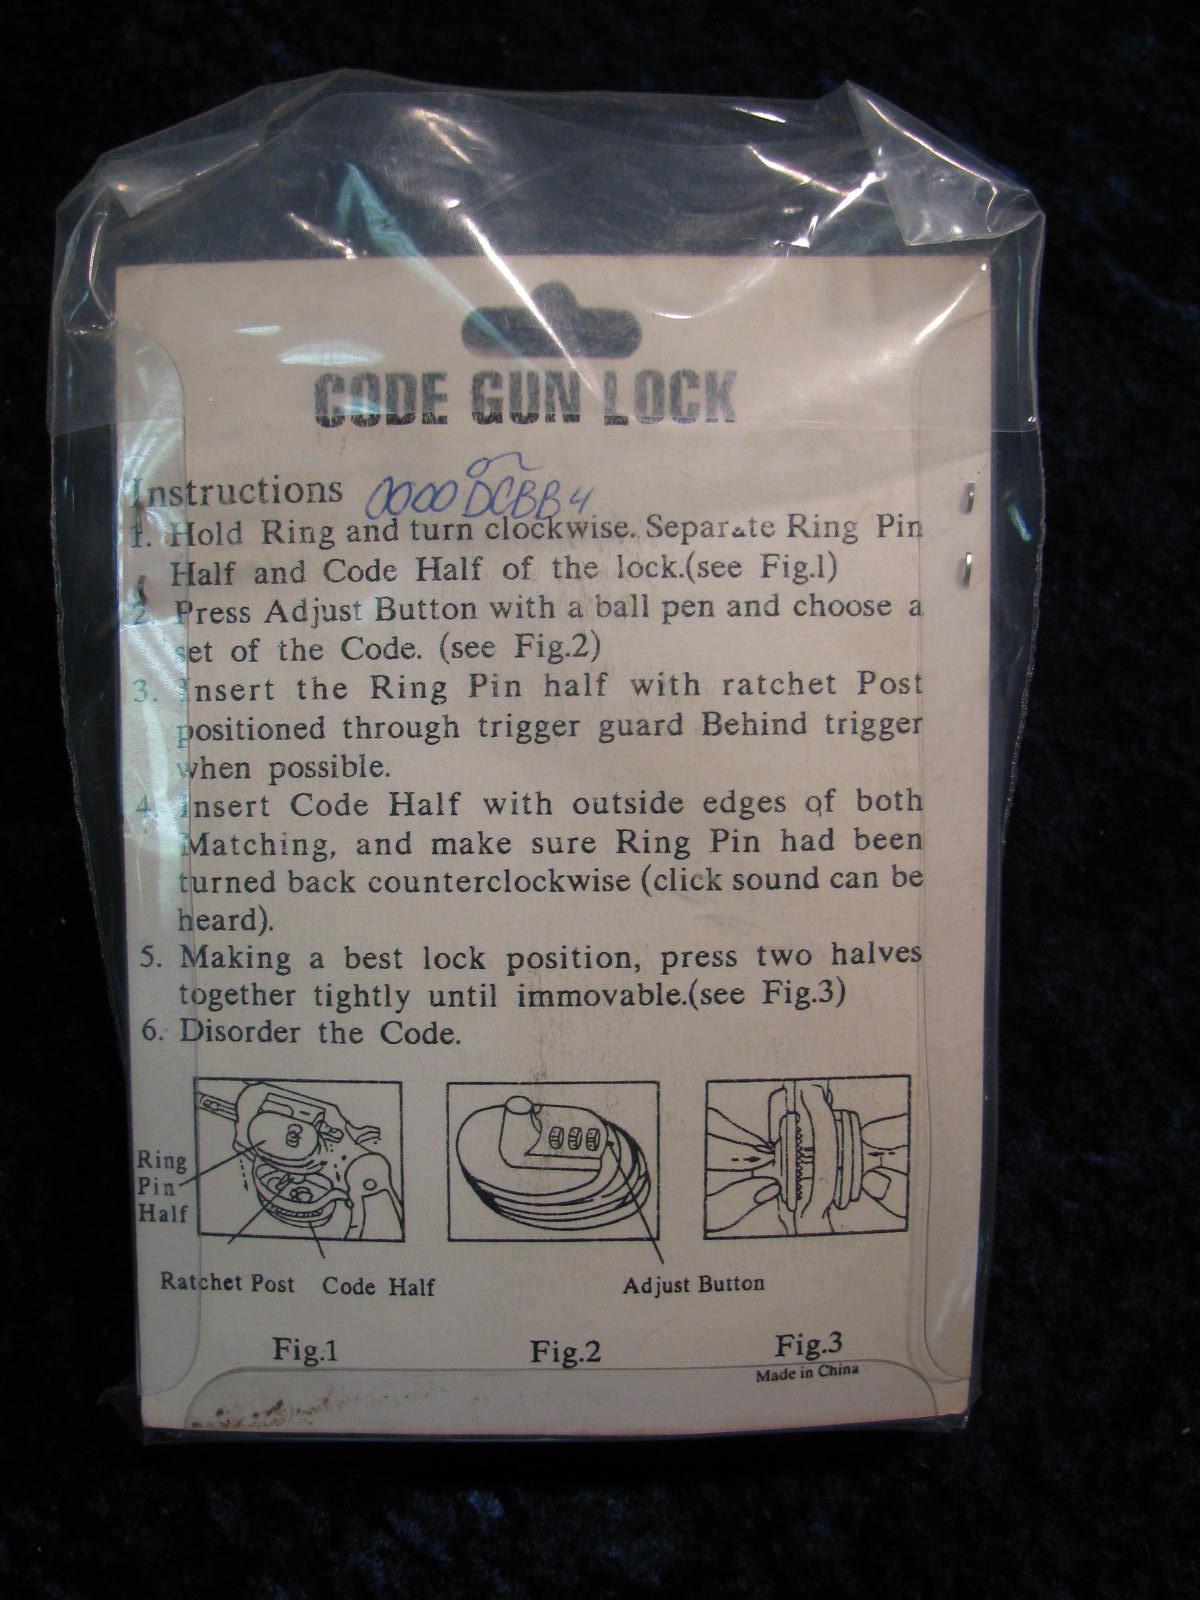 CODE GUN LOCK
Instructions 0000 DCBB4
1. Hold Ring and turn clockwise. Separate Ring Pin
Half and Code Half of the lock.(see Fig.1)
2. Press Adjust Button with a ball pen and choose a
set of the Code. (see Fig.2)
3. Insert the Ring Pin half with ratchet Post
positioned through trigger guard Behind trigger
when possible.
4. Insert Code Half with outside edges of both
Matching, and make sure Ring Pin had been
turned back counterclockwise (click sound can be
heard).
5. Making a best lock position, press two halves
together tightly until immovable.(see Fig.3)
6. Disorder the Code.
Ring
Pin
Half
Ratchet Post Code Half Adjust Button
Fig.1 Fig.2 Fig.3
Made in China